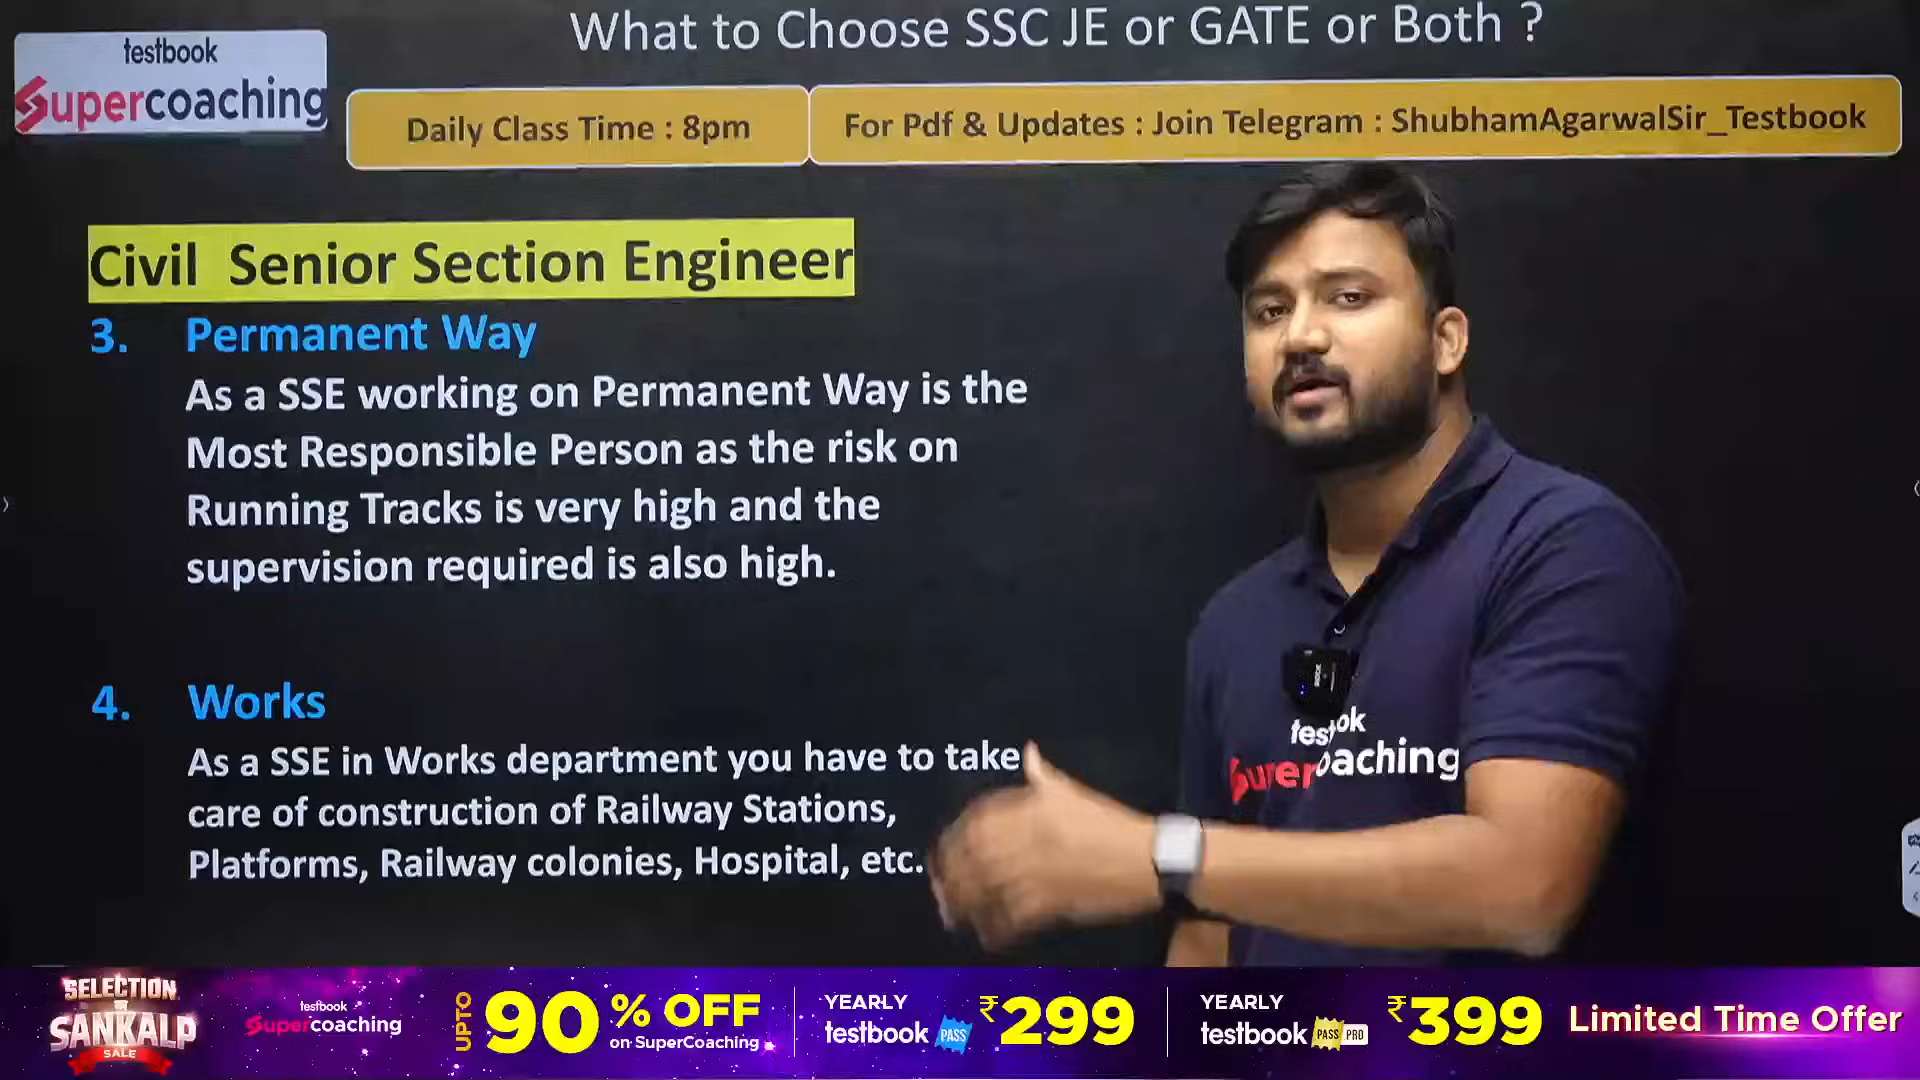 What to Choose SSC JE or GATE or Both ?
testbook
Supercoaching
Daily Class Time : 8pm
For Pdf & Updates : Join Telegram : ShubhamAgarwalSir_Testbook
Civil Senior Section Engineer
3. Permanent Way
As a SSE working on Permanent Way is the
Most Responsible Person as the risk on
Running Tracks is very high and the
supervision required is also high.
4. Works
As a SSE in Works department you have to take
care of construction of Railway Stations,
Platforms, Railway colonies, Hospital, etc.
test ok
Super oaching
SELECTION
SANKALP
SALE
testbook
Supercoaching
UPTO 90% OFF
on SuperCoaching
YEARLY
testbook PASS
₹299
YEARLY
testbook PASS PRO
₹399
Limited Time Offer